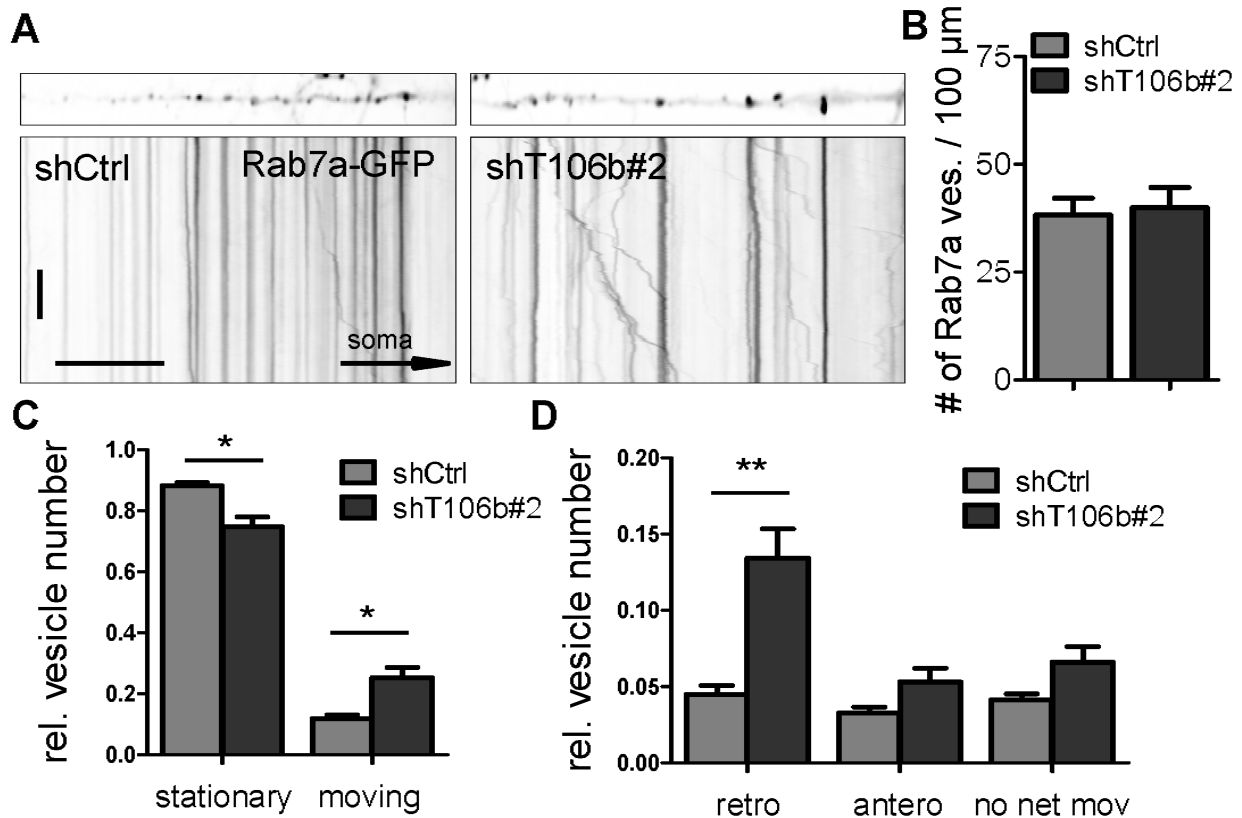 A
shCtrl
Rab7a-GFP
soma
shT106b#2
B
# of Rab7a ves. / 100 µm
75
50
25
0
shCtrl
shT106b#2
C
rel. vesicle number
1.0
0.8
0.6
0.4
0.2
0.0
*
*
shCtrl
shT106b#2
stationary
moving
D
rel. vesicle number
0.20
0.15
0.10
0.05
0.00
**
shCtrl
shT106b#2
retro
antero
no net mov